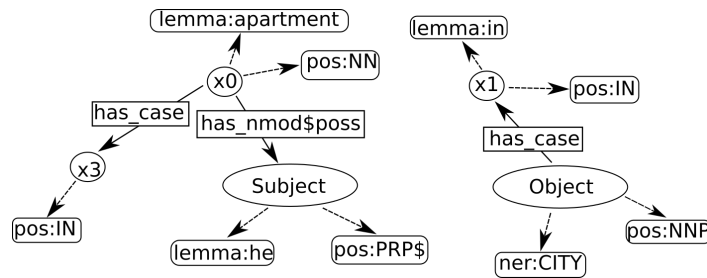 lemma:apartment
pos:NN
x0
has_case
has_nmod$poss
x3
Subject
pos:IN
lemma:he
pos:PRP$
lemma:in
x1
pos:IN
has_case
Object
pos:NNP
ner:CITY